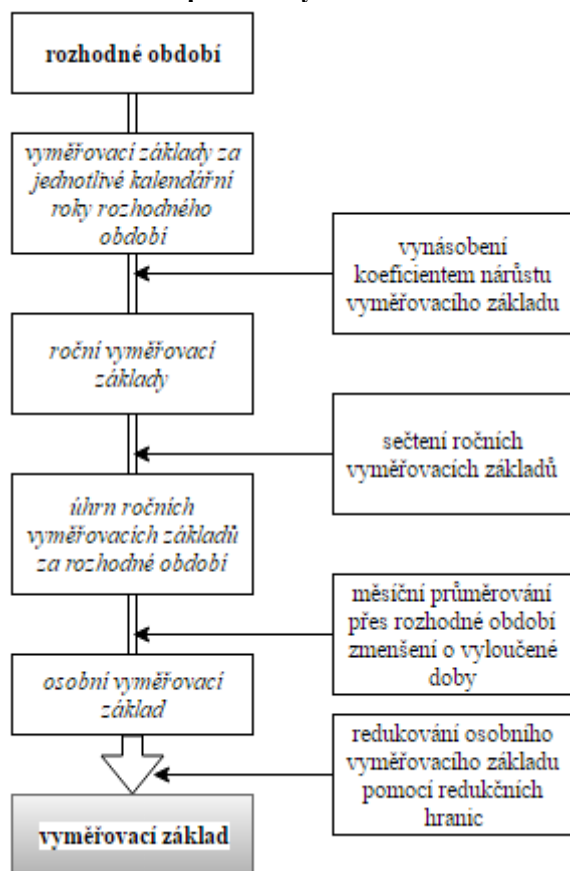 rozhodné období
vyměřovací základy za
jednotlivé kalendářní
roky rozhodného
období
vynásobení
koeficientem nárůstu
vyměřovacího základu
roční vyměřovací
základy
sečtení ročních
vyměřovacích základů
úhrn ročních
vyměřovacích základů
za rozhodné období
měsíční průměrování
přes rozhodné období
zmenšení o vyloučené
doby
osobní vyměřovací
základ
redukování osobního
vyměřovacího základu
pomocí redukčních
hranic
vyměřovací základ